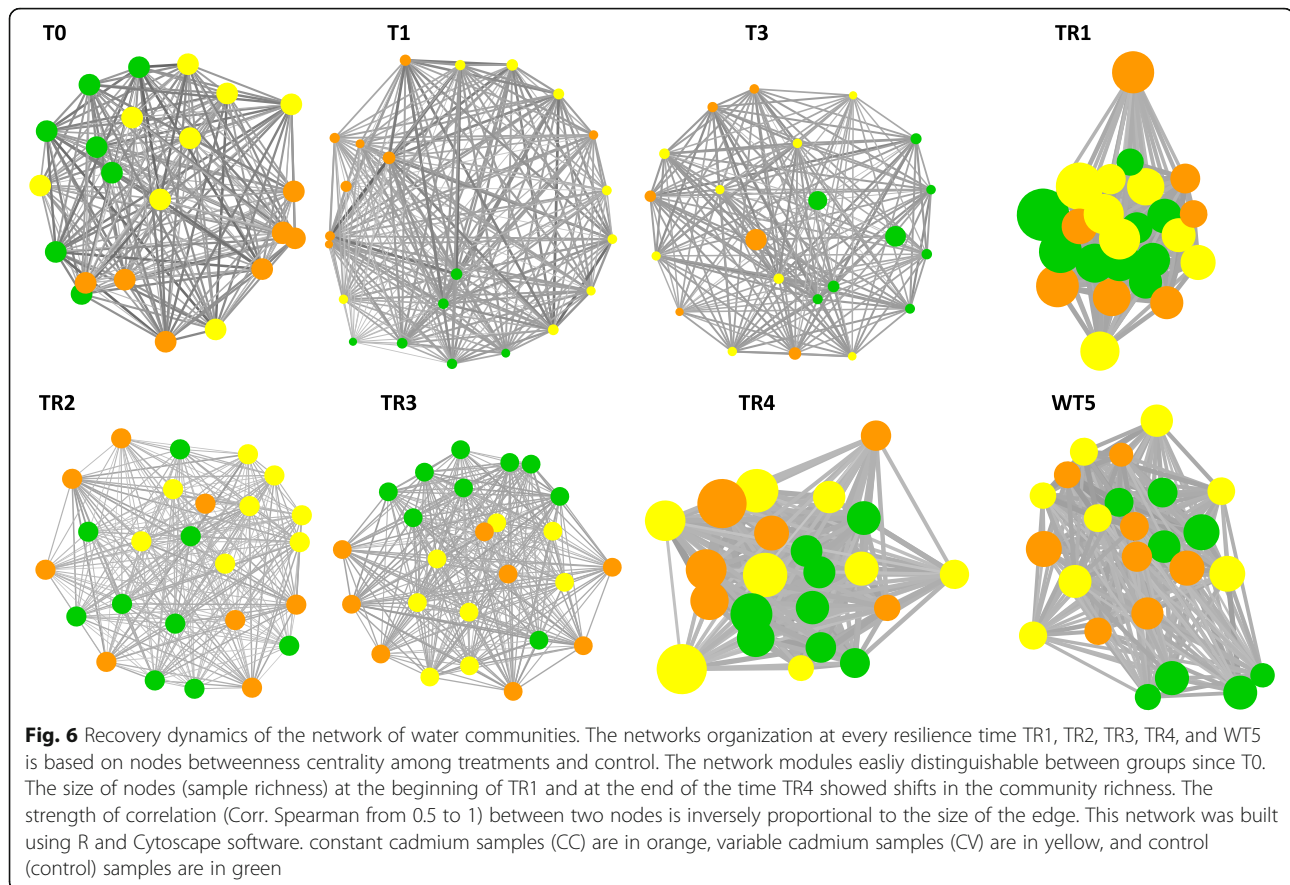 T0
T1
T3
TR1
TR2
TR3
TR4
WT5
Fig. 6 Recovery dynamics of the network of water communities. The networks organization at every resilience time TR1, TR2, TR3, TR4, and WT5
is based on nodes betweenness centrality among treatments and control. The network modules easliy distinguishable between groups since T0.
The size of nodes (sample richness) at the beginning of TR1 and at the end of the time TR4 showed shifts in the community richness. The
strength of correlation (Corr. Spearman from 0.5 to 1) between two nodes is inversely proportional to the size of the edge. This network was built
using R and Cytoscape software. constant cadmium samples (CC) are in orange, variable cadmium samples (CV) are in yellow, and control
(control) samples are in green